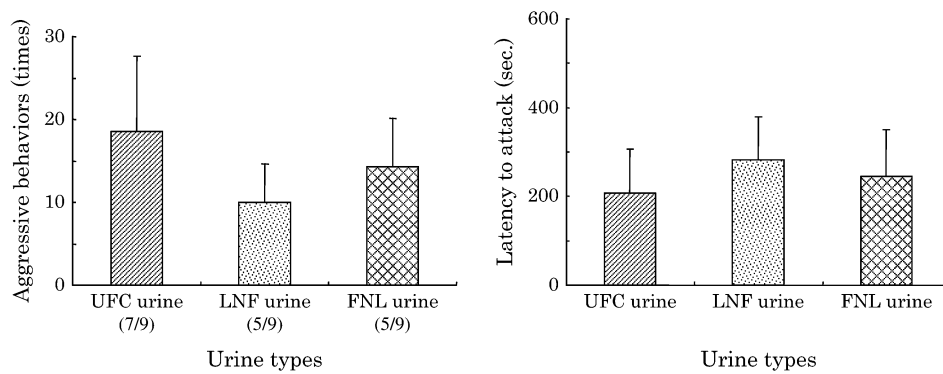 Aggressive behaviors (times)
30
20
10
0
UFC urine
LNF urine
FNL urine
(7/9)
(5/9)
(5/9)
Urine types
Latency to attack (sec.)
600
400
200
0
UFC urine
LNF urine
FNL urine
Urine types